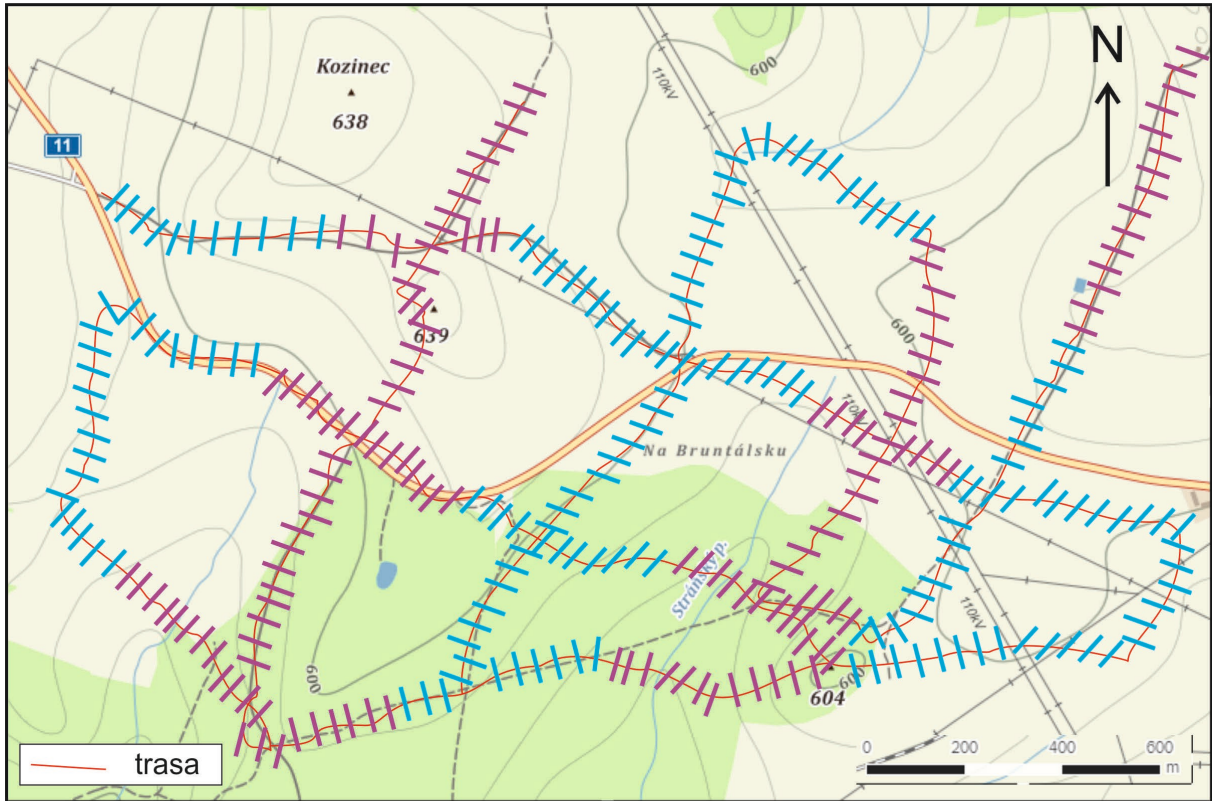 Kozinec
638
11
110kV
600
N
639
600
110kV
Na Bruntálsku
Stránský p.
110kV
600
600
604
trasa
0 200 400 600
m